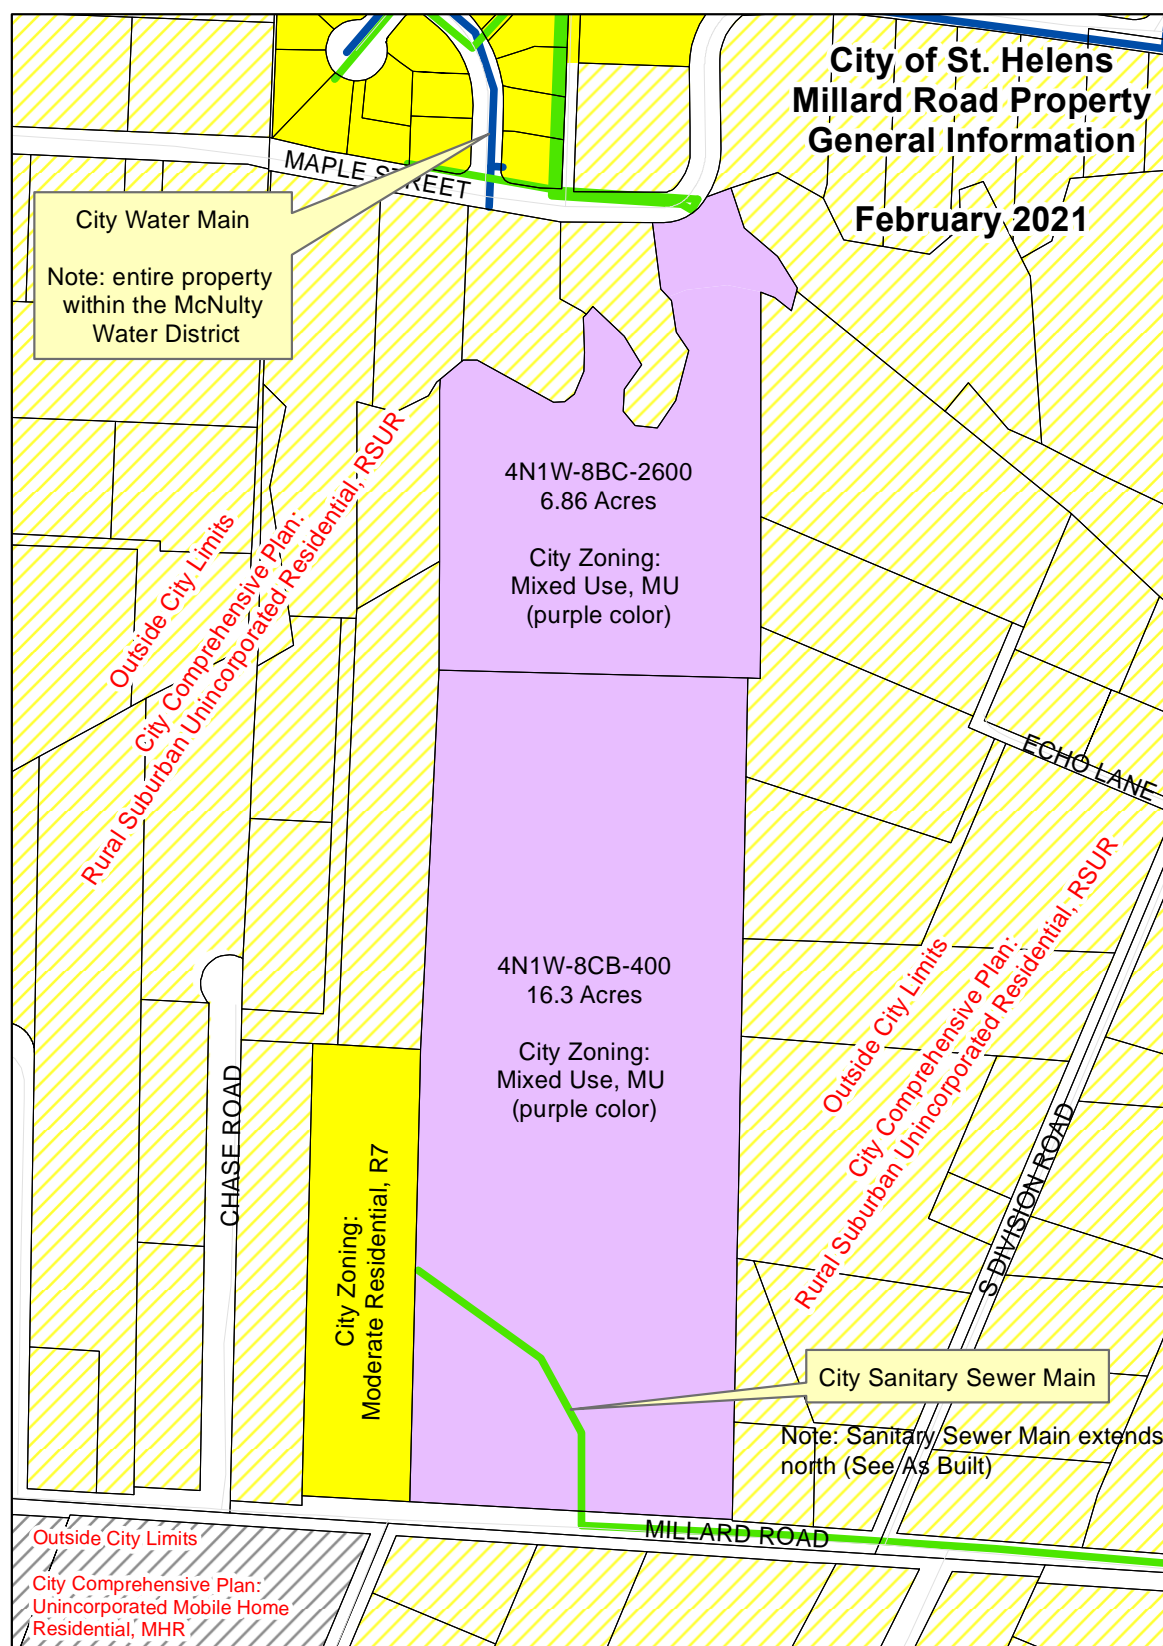 City of St. Helens
Millard Road Property
General Information
February 2021
MAPLE STREET
City Water Main
Note: entire property
within the McNulty
Water District
4N1W-8BC-2600
6.86 Acres
City Zoning:
Mixed Use, MU
(purple color)
Outside City Limits
City Comprehensive Plan:
Rural Suburban Unincorporated Residential, RSUR
ECHO LANE
4N1W-8CB-400
16.3 Acres
City Zoning:
Mixed Use, MU
(purple color)
Outside City Limits
City Comprehensive Plan:
Rural Suburban Unincorporated Residential, RSUR
CHASE ROAD
City Zoning:
Moderate Residential, R7
S DIVISION ROAD
City Sanitary Sewer Main
Note: Sanitary Sewer Main extends
north (See As Built)
MILLARD ROAD
Outside City Limits
City Comprehensive Plan:
Unincorporated Mobile Home
Residential, MHR